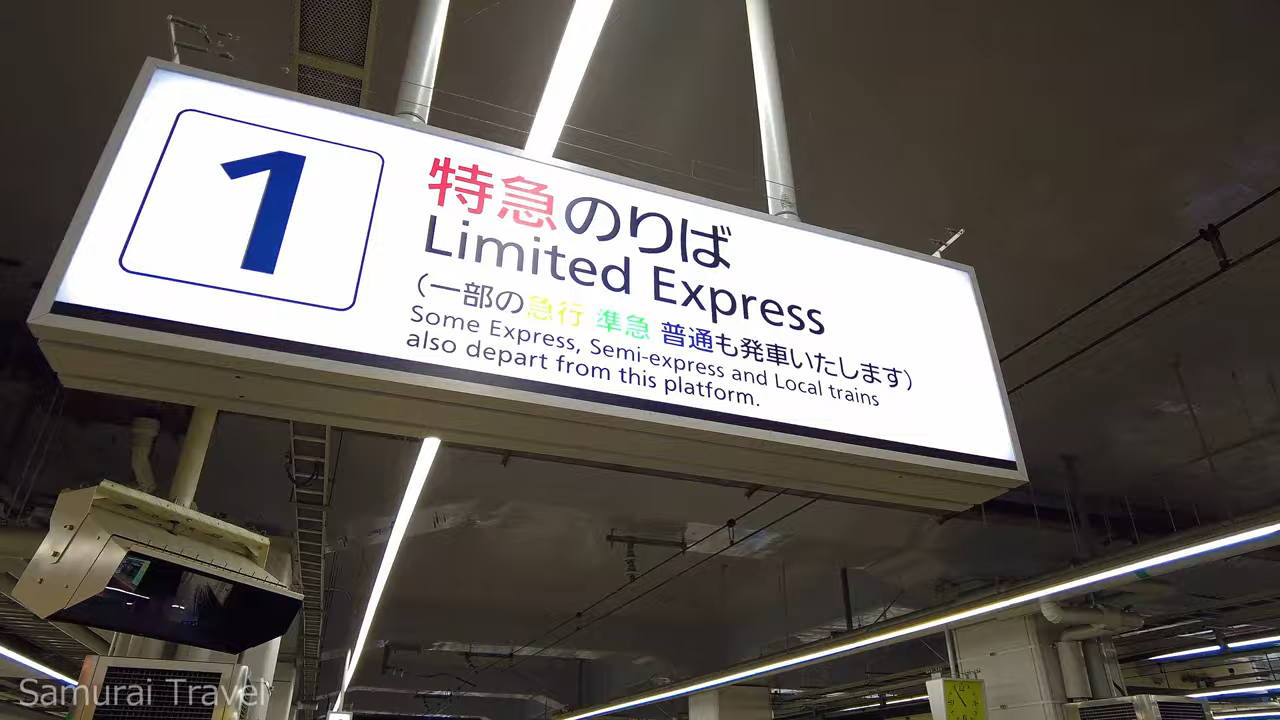 1
特急のりば
Limited Express
(一部の急行 準急 普通も発車いたします)
Some Express, Semi-express and Local trains
also depart from this platform.
Samurai Travel